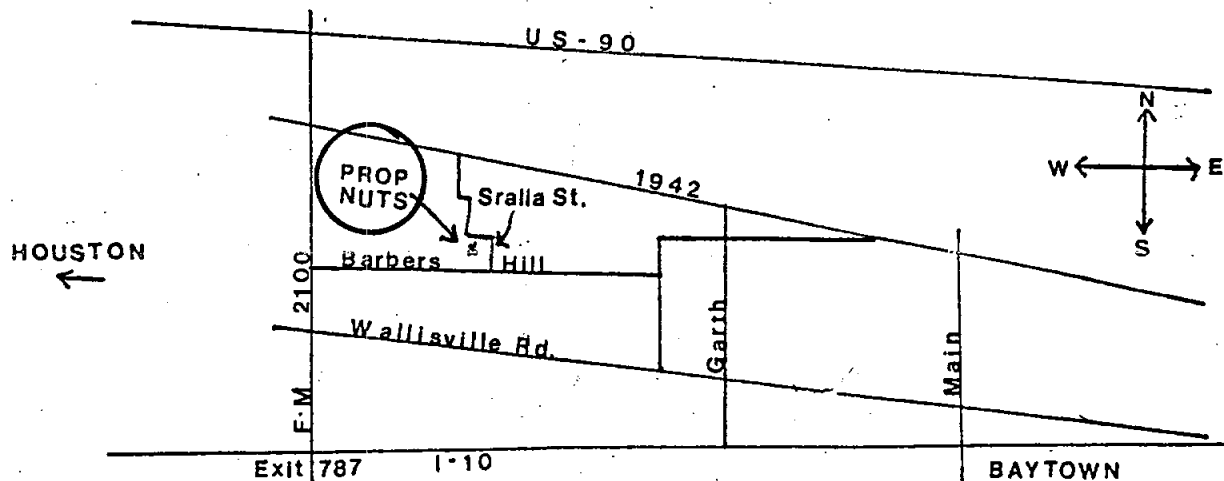 US-90
N
W
E
S
PROP
NUTS
Sralla St.
1942
HOUSTON
Barbers Hill
F.M 2100
Wallisville Rd.
Garth
Main
Exit 787
I-10
BAYTOWN